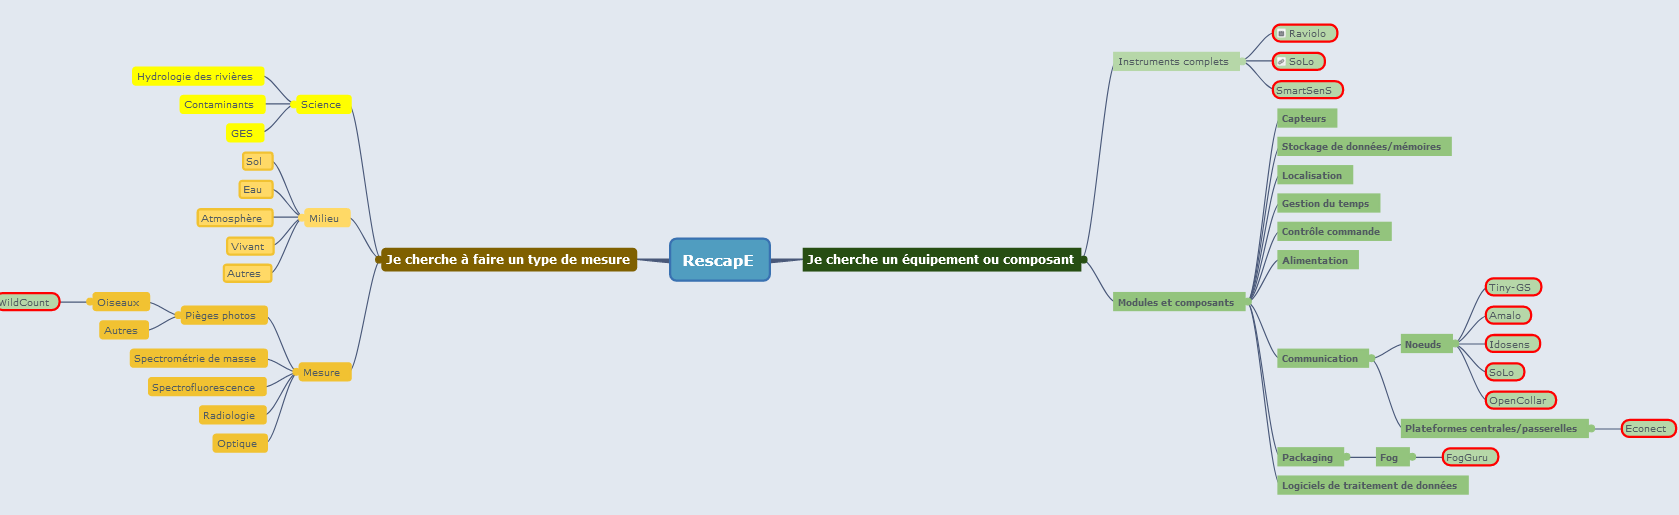 RescapE
Je cherche à faire un type de mesure
Science
Hydrologie des rivières
Contaminants
GES
Milieu
Sol
Eau
Atmosphère
Vivant
Autres
Mesure
Pièges photos
Oiseaux
WildCount
Autres
Spectrométrie de masse
Spectrofluorescence
Radiologie
Optique
Je cherche un équipement ou composant
Instruments complets
Raviolo
SoLo
SmartSenS
Modules et composants
Capteurs
Stockage de données/mémoires
Localisation
Gestion du temps
Contrôle commande
Alimentation
Communication
Noeuds
Tiny-GS
Amalo
Idosens
SoLo
OpenCollar
Plateformes centrales/passerelles
Econect
Packaging
Fog
FogGuru
Logiciels de traitement de données